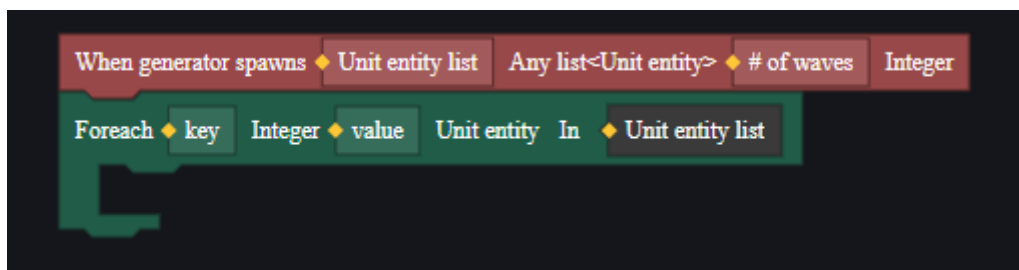 When generator spawns Unit entity list Any list<Unit entity> # of waves Integer
Foreach key Integer value Unit entity In Unit entity list